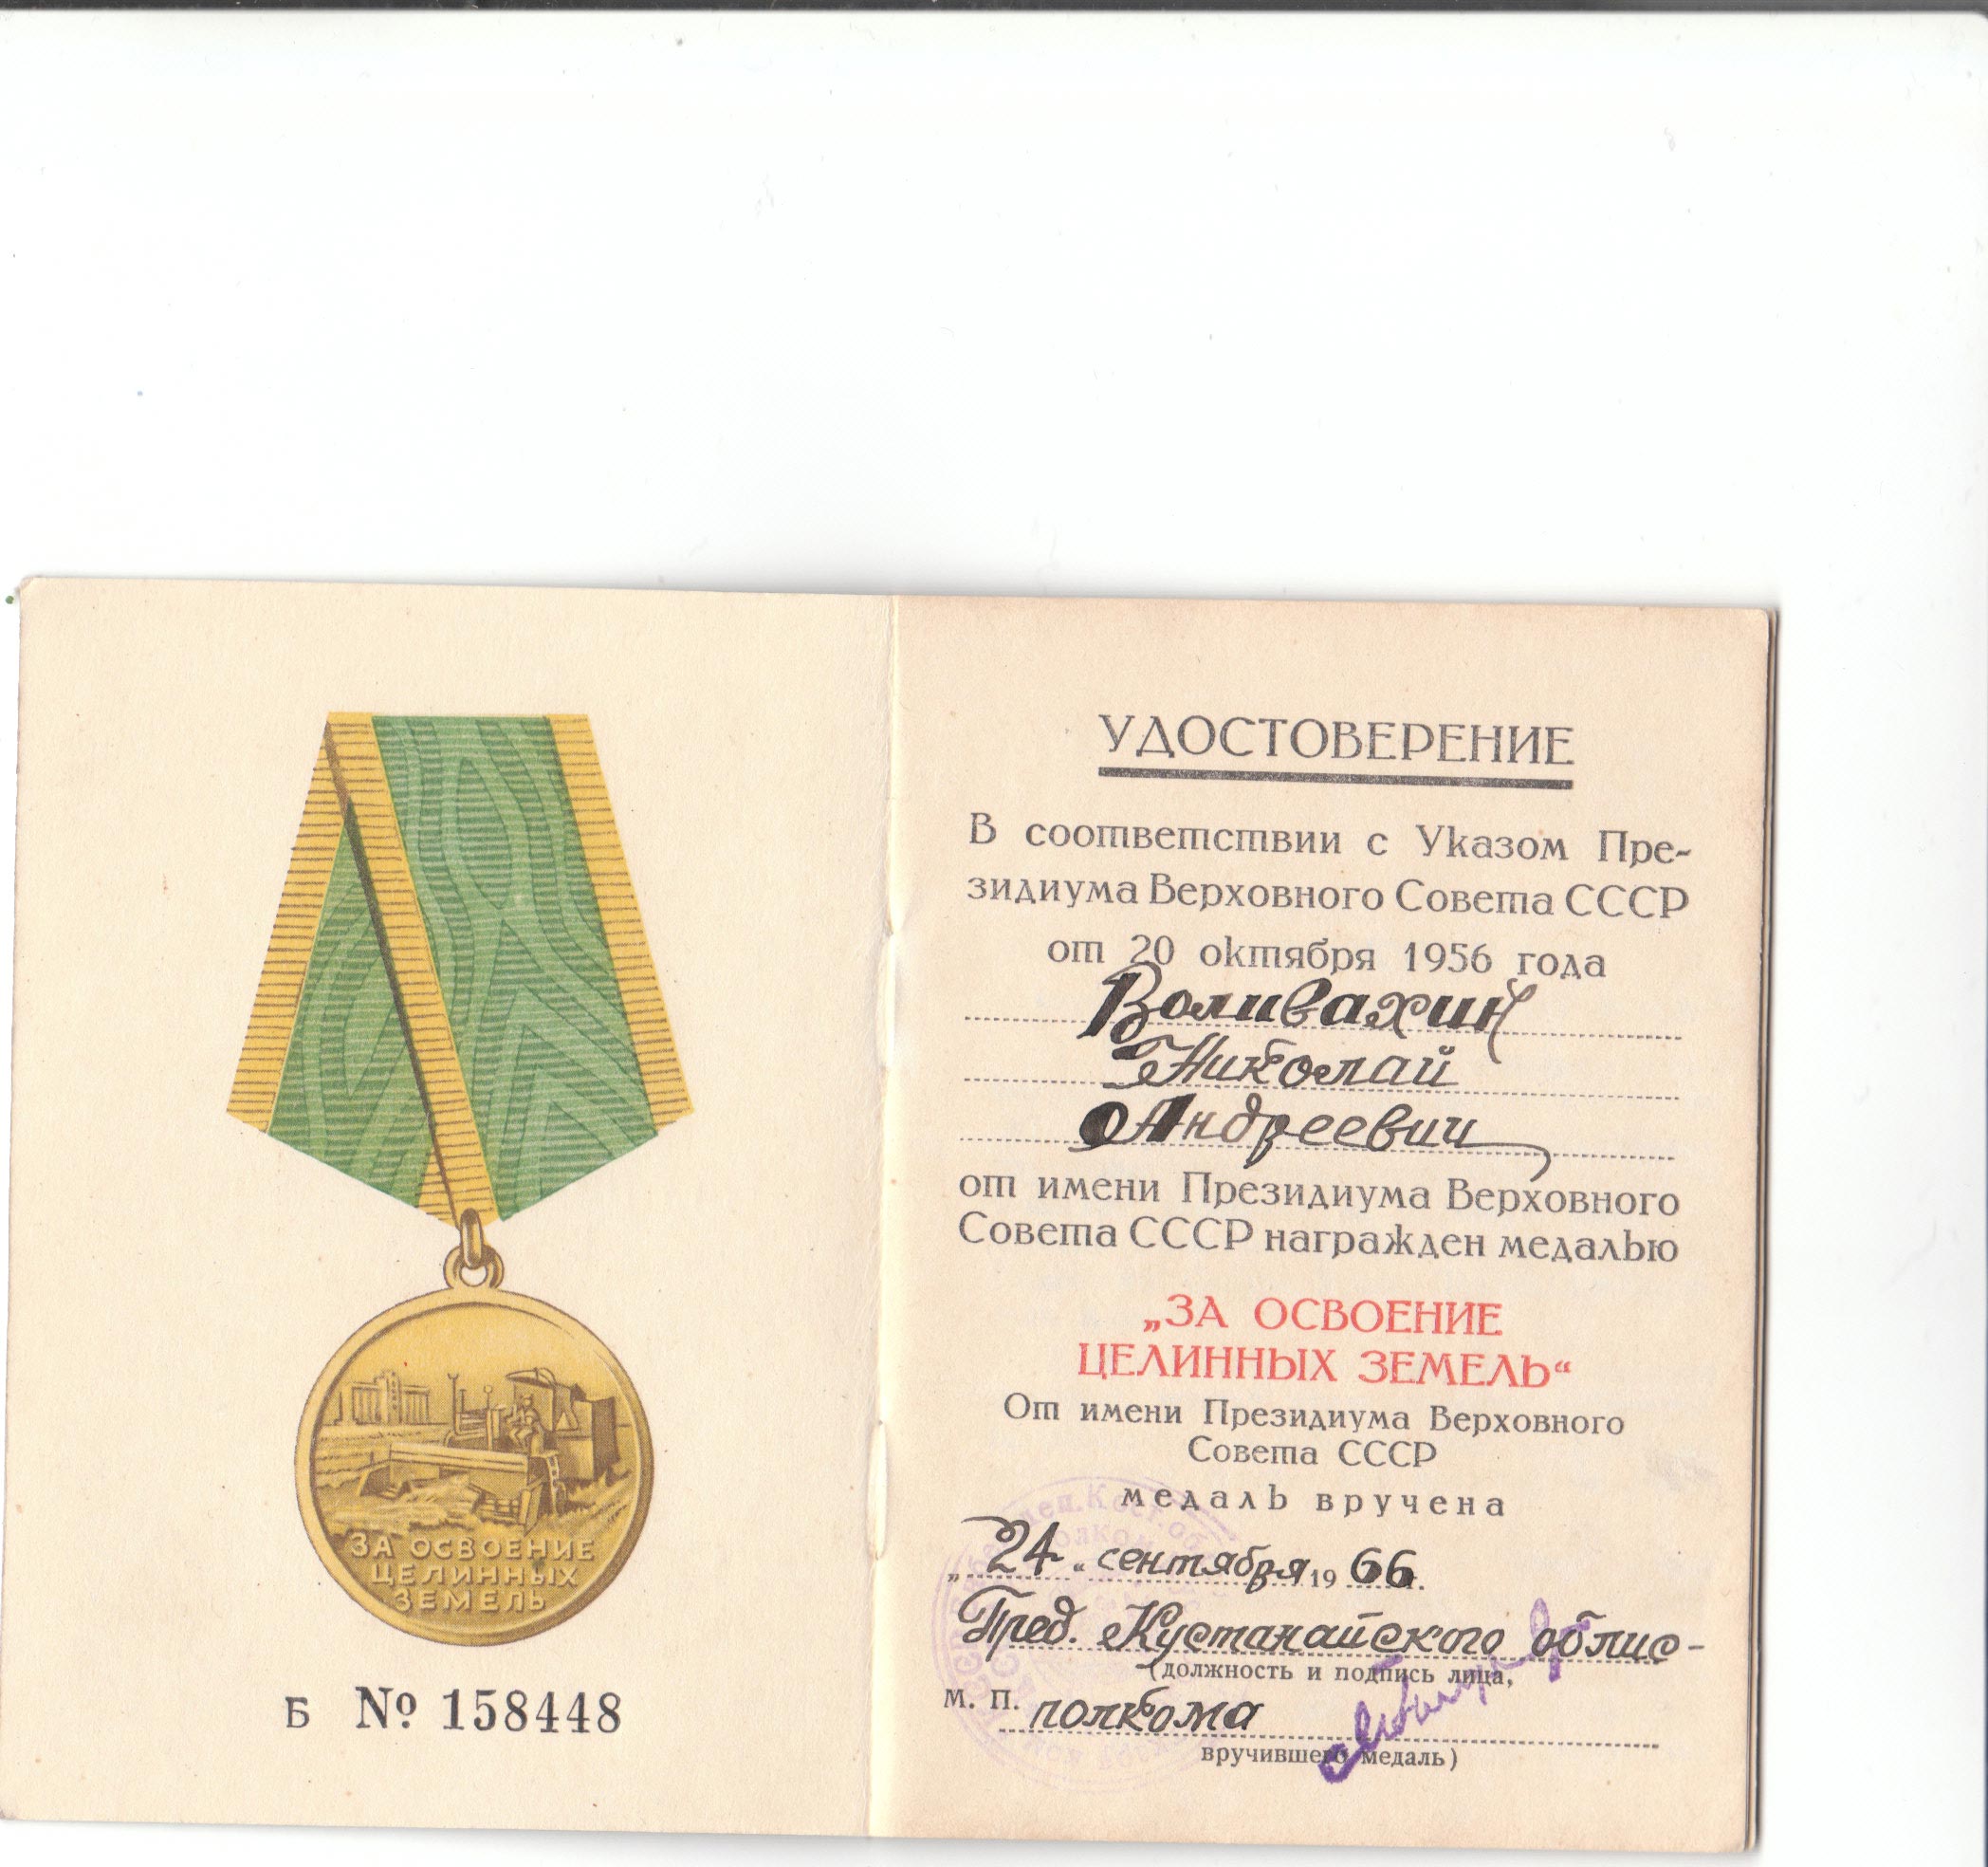 ЗА ОСВОЕНИЕ
ЦЕЛИННЫХ
ЗЕМЕЛЬ
Б № 158448
УДОСТОВЕРЕНИЕ
В соответствии с Указом Пре-
зидиума Верховного Совета СССР
от 20 октября 1956 года
Воливахин
Николай
Андреевич
от имени Президиума Верховного
Совета СССР награжден медалью
„ЗА ОСВОЕНИЕ
ЦЕЛИННЫХ ЗЕМЕЛЬ“
От имени Президиума Верховного
Совета СССР
медаль вручена
„24“ сентября 1966 г.
Пред. Кустанайского облис-
(должность и подпись лица,
М. П. полкома
вручившего медаль)